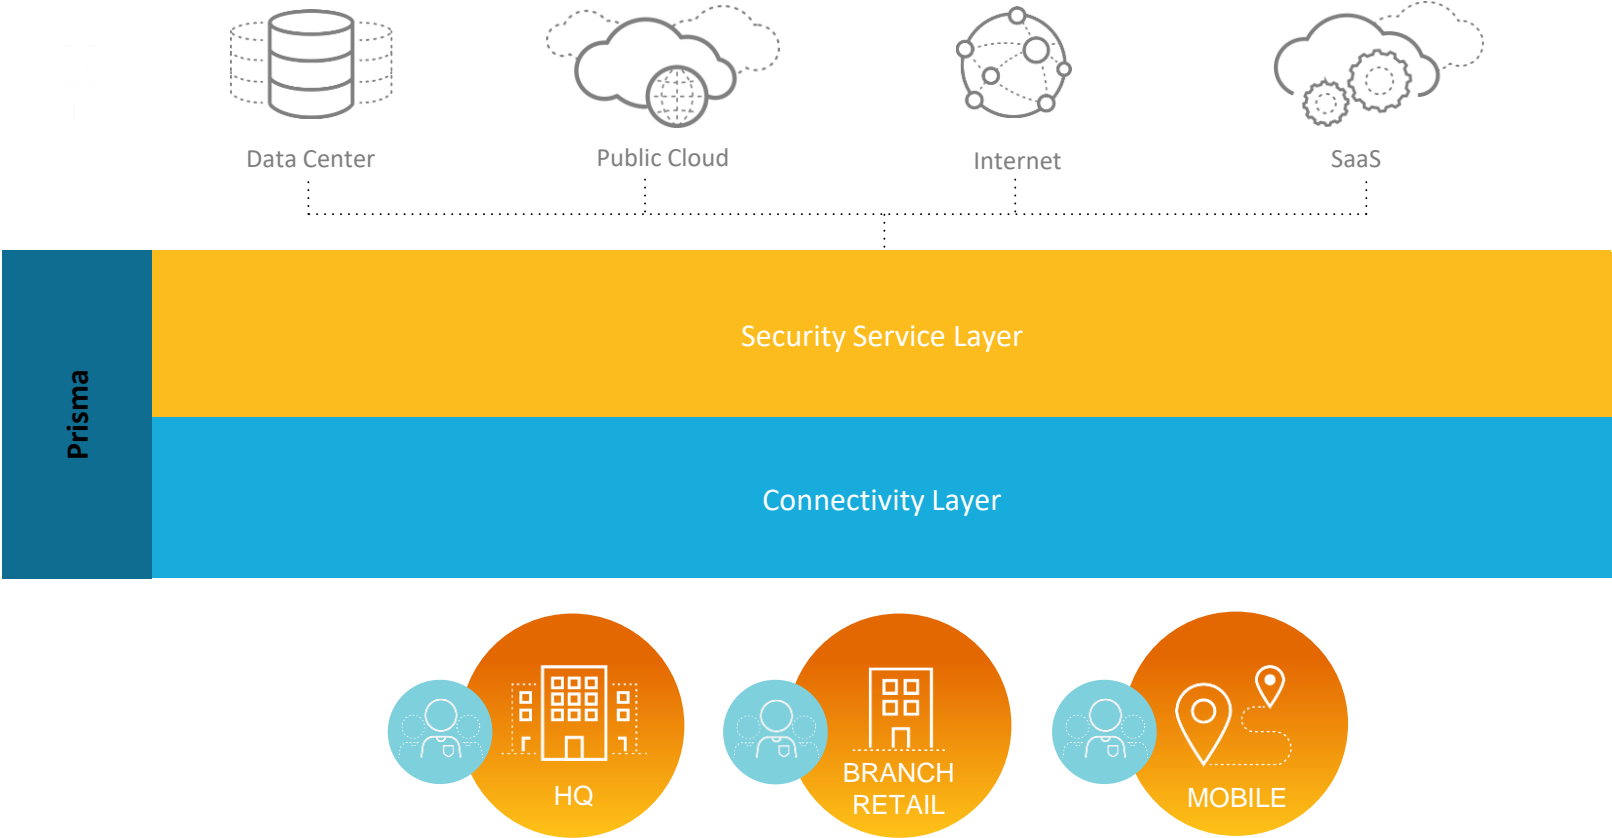 Data Center
Public Cloud
Internet
SaaS
Security Service Layer
Prisma
Connectivity Layer
HQ
BRANCH
RETAIL
MOBILE